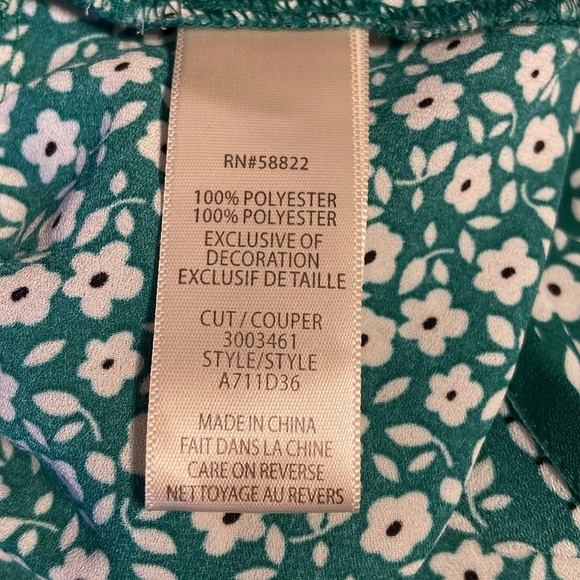 RN#58822
100% POLYESTER
100% POLYESTER
EXCLUSIVE OF
DECORATION
EXCLUSIF DE TAILLE
CUT / COUPER
3003461
STYLE/STYLE
A711D36
MADE IN CHINA
FAIT DANS LA CHINE
CARE ON REVERSE
NETTOYAGE AU REVERS